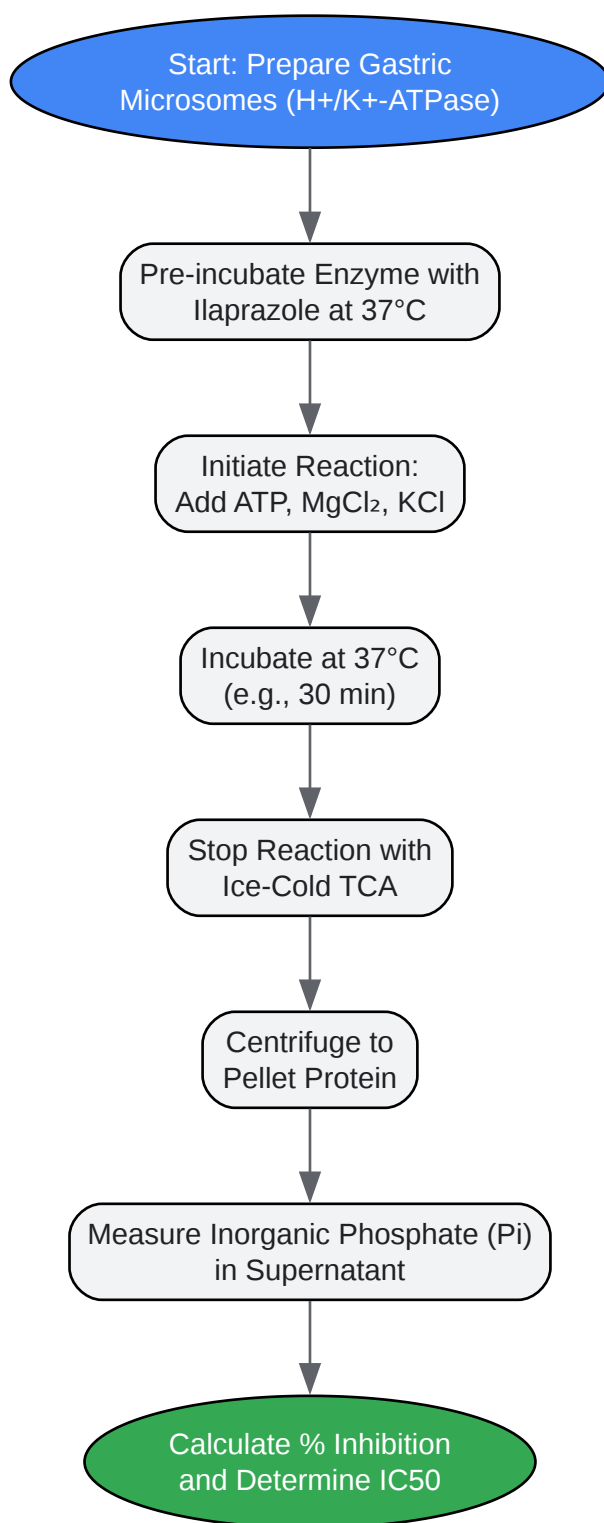 Start: Prepare Gastric
Microsomes (H+/K+-ATPase)
Pre-incubate Enzyme with
Ilaprazole at 37°C
Initiate Reaction:
Add ATP, MgCl₂, KCl
Incubate at 37°C
(e.g., 30 min)
Stop Reaction with
Ice-Cold TCA
Centrifuge to
Pellet Protein
Measure Inorganic Phosphate (Pi)
in Supernatant
Calculate % Inhibition
and Determine IC50